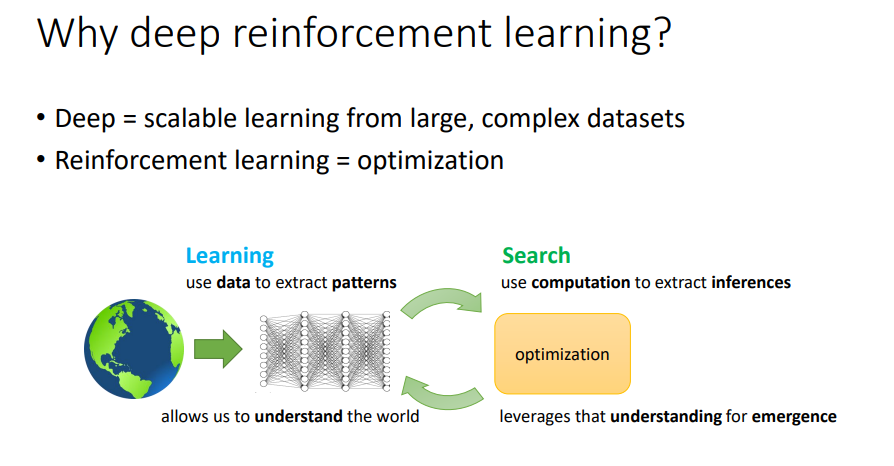 Why deep reinforcement learning?
• Deep = scalable learning from large, complex datasets
• Reinforcement learning = optimization
Learning
use data to extract patterns
allows us to understand the world
Search
use computation to extract inferences
optimization
leverages that understanding for emergence